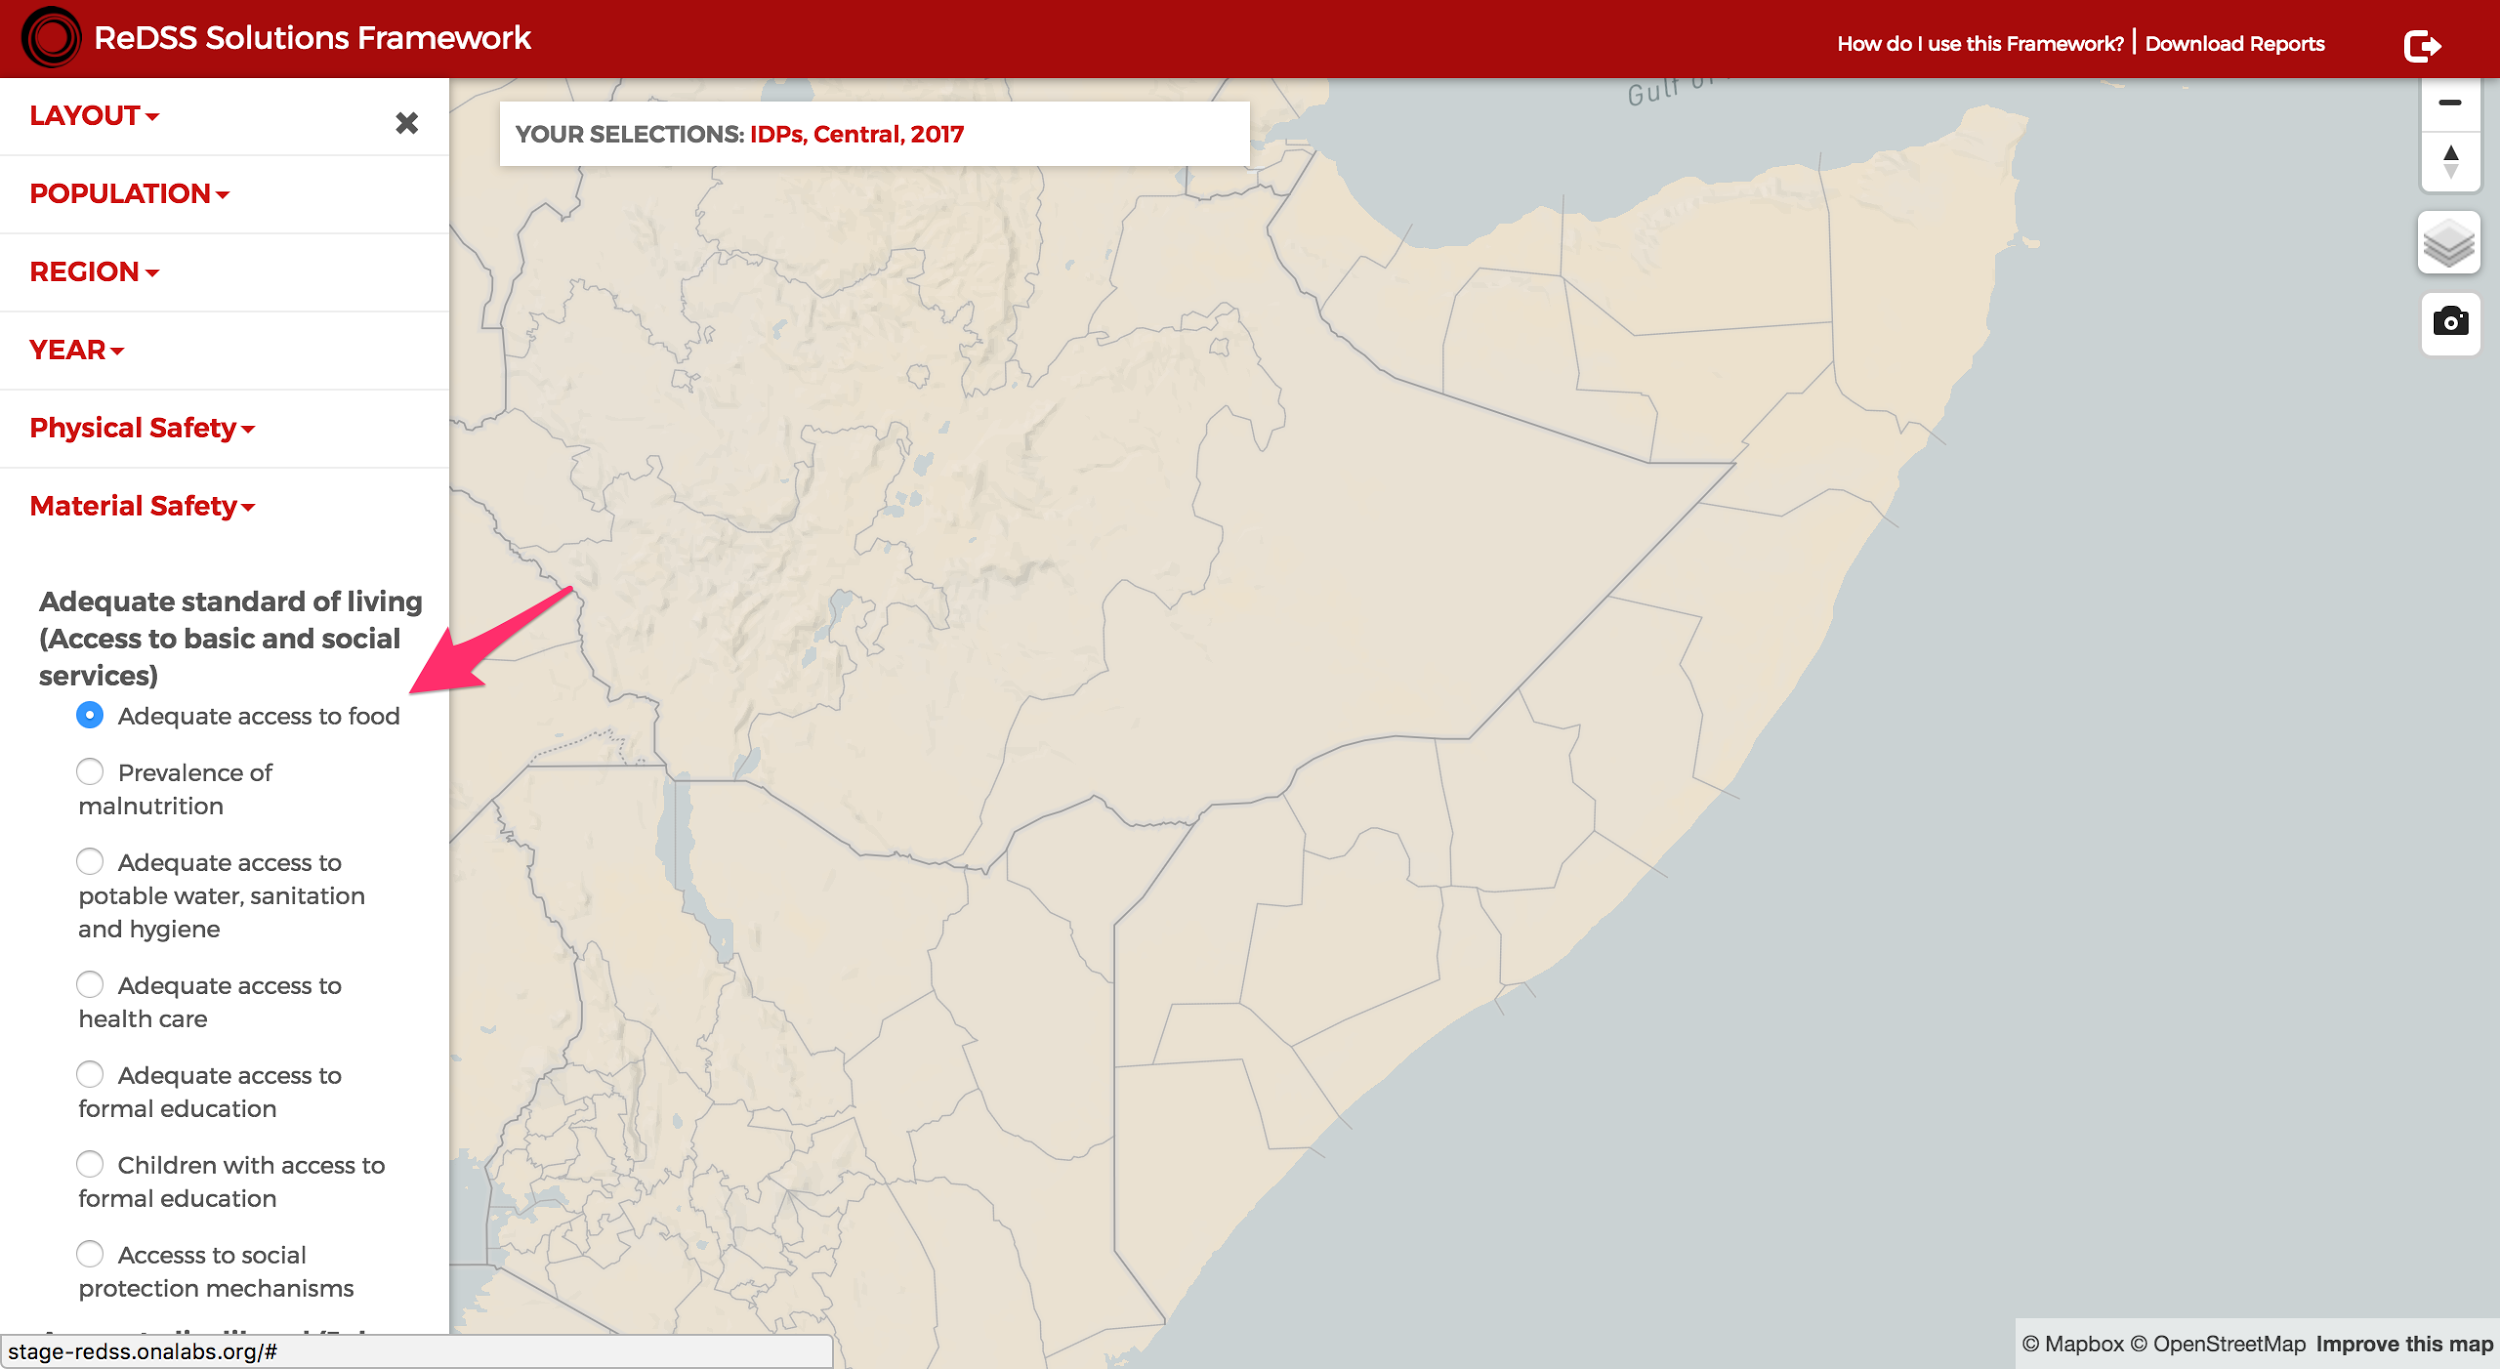 ReDSS Solutions Framework
How do I use this Framework? | Download Reports
LAYOUT
POPULATION
REGION
YEAR
Physical Safety
Material Safety
Adequate standard of living
(Access to basic and social
services)
Adequate access to food
Prevalence of
malnutrition
Adequate access to
potable water, sanitation
and hygiene
Adequate access to
health care
Adequate access to
formal education
Children with access to
formal education
Accesss to social
protection mechanisms
stage-redss.onalabs.org/#
YOUR SELECTIONS: IDPs, Central, 2017
Gulf of
© Mapbox © OpenStreetMap Improve this map